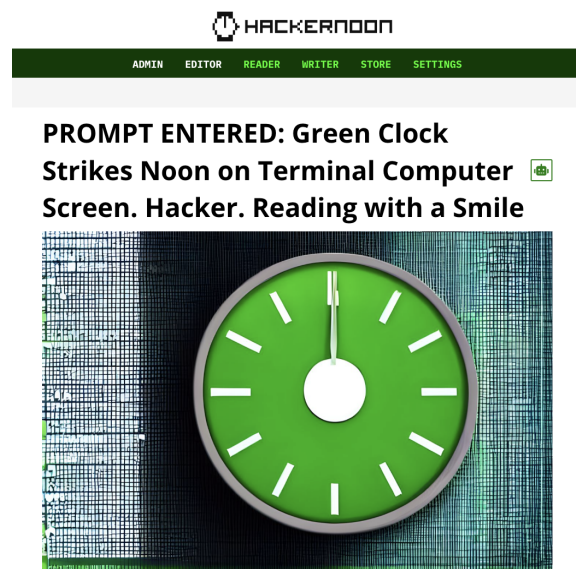 HACKERNOON
ADMIN EDITOR READER WRITER STORE SETTINGS
PROMPT ENTERED: Green Clock
Strikes Noon on Terminal Computer
Screen. Hacker. Reading with a Smile